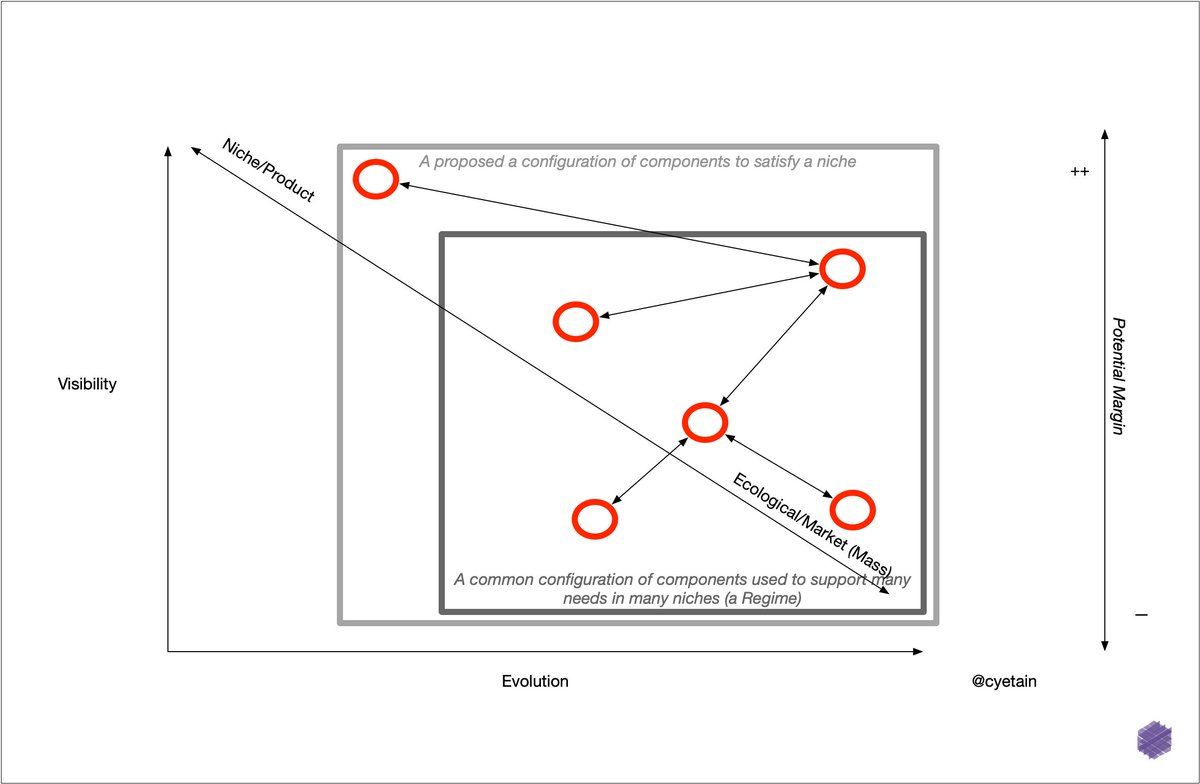 Niche/Product
A proposed a configuration of components to satisfy a niche
++
Visibility
Potential Margin
Ecological/Market (Mass)
A common configuration of components used to support many
needs in many niches (a Regime)
–
Evolution
@cyetain